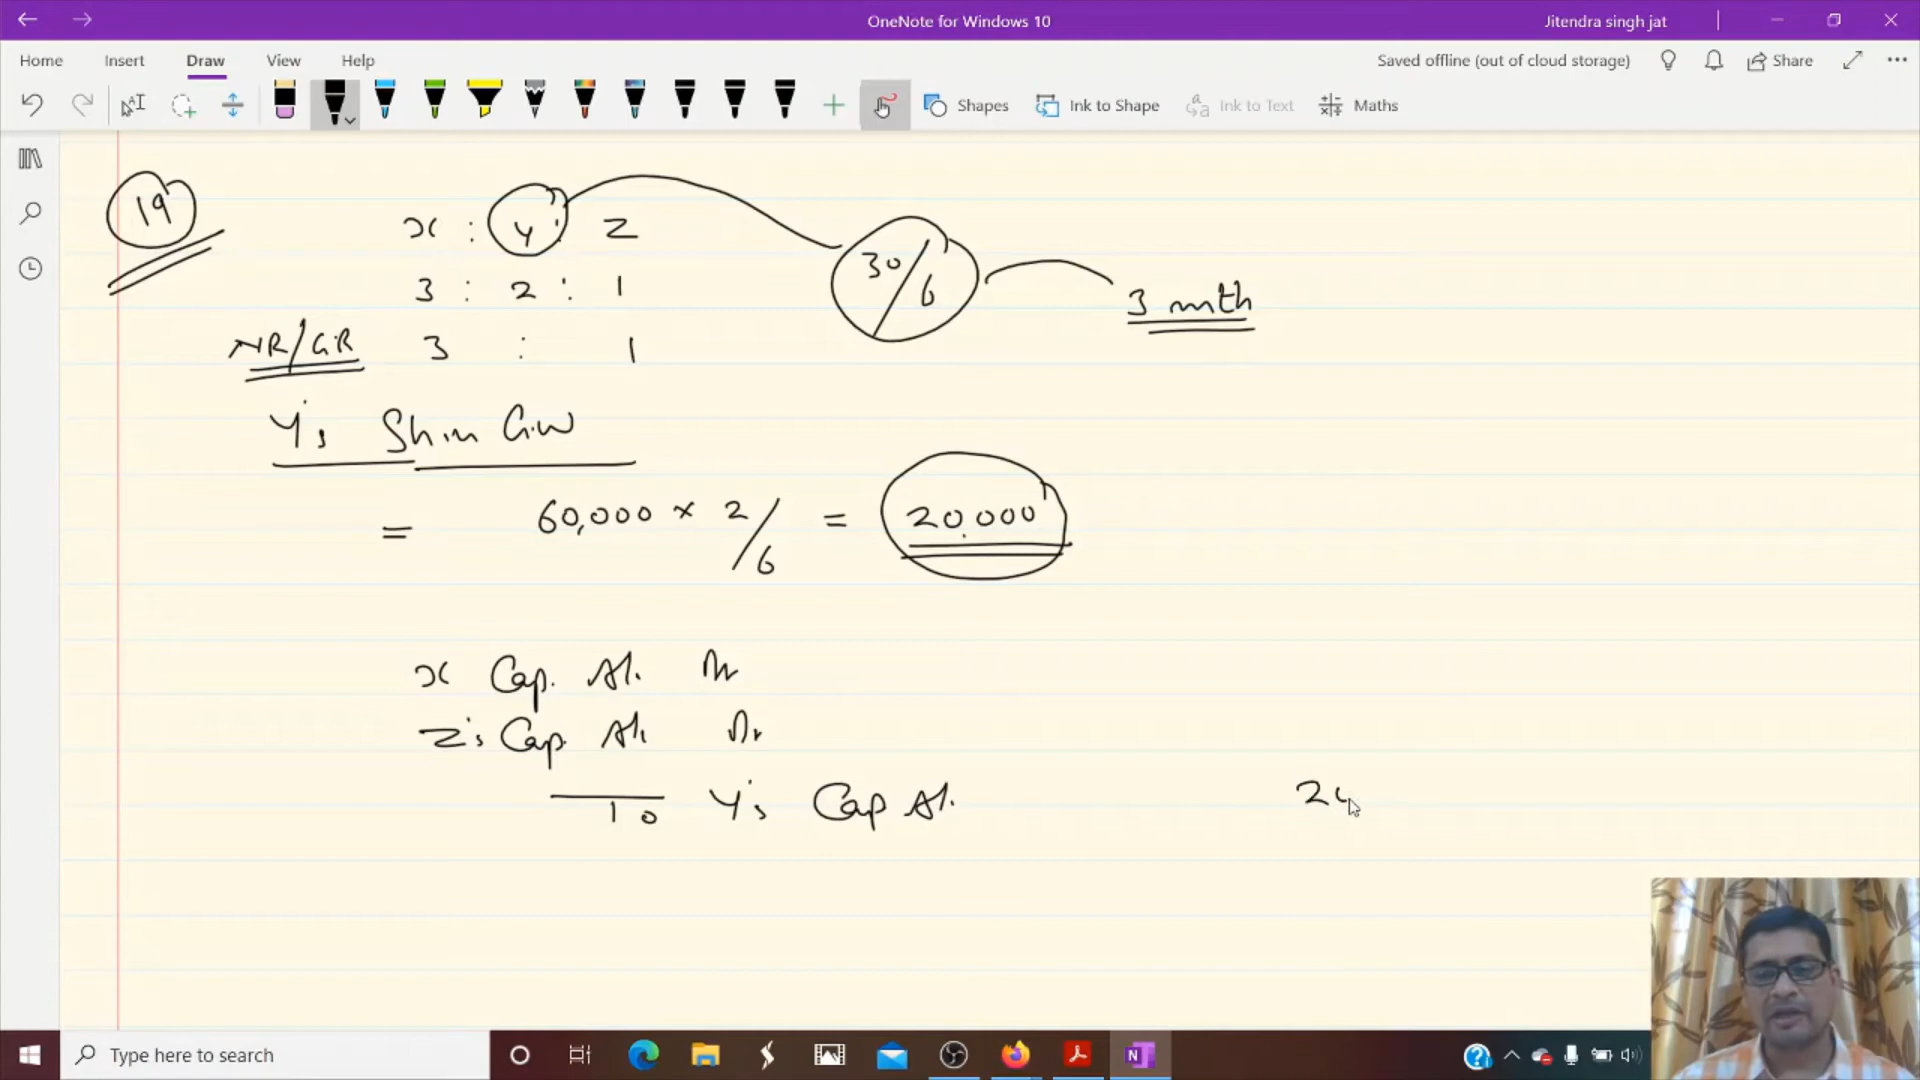 OneNote for Windows 10
Jitendra singh jat
Home Insert Draw View Help
Saved offline (out of cloud storage) Share
Shapes Ink to Shape Ink to Text Maths
19
x : y : z
30/6
3 : 2 : 1
3 mth
NR/GR 3 : 1
Y's Share G.W
= 60,000 × 2/6 = 20,000
x Cap. A/c Dr
Z's Cap. A/c Dr
To Y's Cap A/c
20
Type here to search